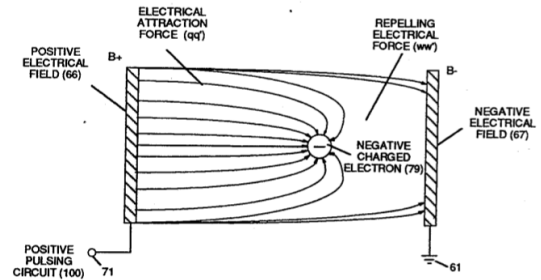 ELECTRICAL
ATTRACTION
FORCE (qq')
REPELLING
ELECTRICAL
FORCE (ww')
POSITIVE
ELECTRICAL
FIELD (66)
B+
B-
NEGATIVE
ELECTRICAL
FIELD (67)
NEGATIVE
CHARGED
ELECTRON (79)
POSITIVE
PULSING
CIRCUIT (100)
71
61